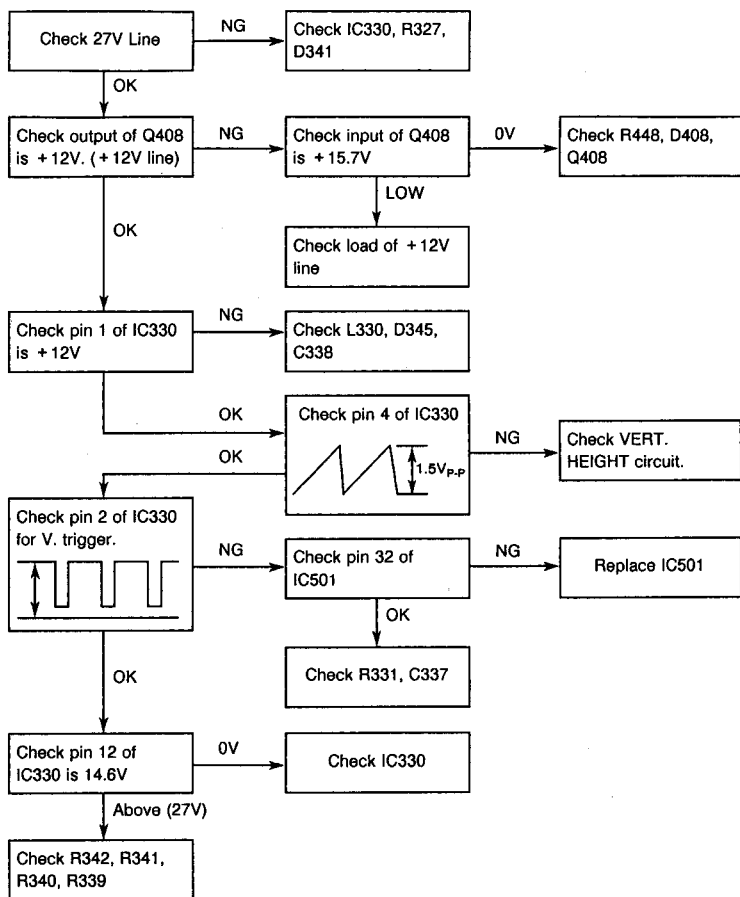 Check 27V Line
NG
Check IC330, R327,
D341
OK
Check output of Q408
is +12V. (+12V line)
NG
Check input of Q408
is +15.7V
0V
Check R448, D408,
Q408
LOW
Check load of +12V
line
OK
Check pin 1 of IC330
is +12V
NG
Check L330, D345,
C338
OK
Check pin 4 of IC330
1.5VP-P
NG
Check VERT.
HEIGHT circuit.
OK
Check pin 2 of IC330
for V. trigger.
NG
Check pin 32 of
IC501
NG
Replace IC501
OK
Check R331, C337
OK
Check pin 12 of
IC330 is 14.6V
0V
Check IC330
Above (27V)
Check R342, R341,
R340, R339